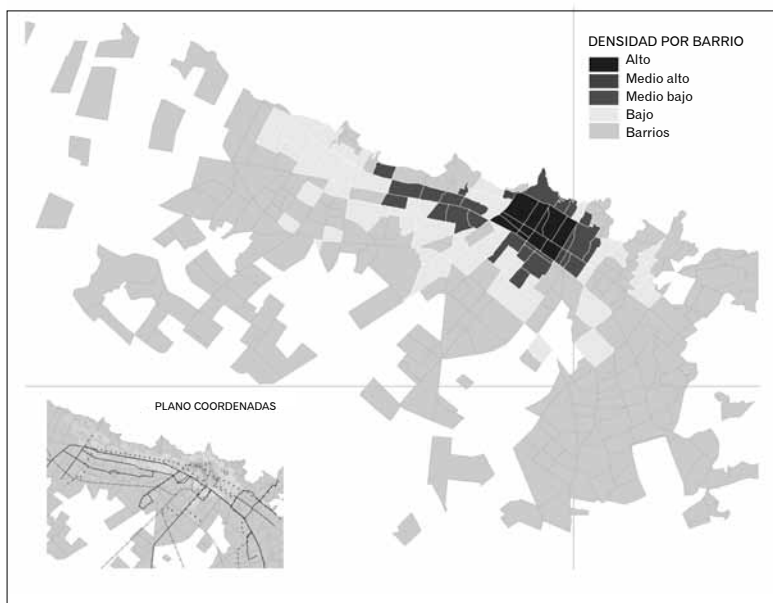 DENSIDAD POR BARRIO
Alto
Medio alto
Medio bajo
Bajo
Barrios
PLANO COORDENADAS